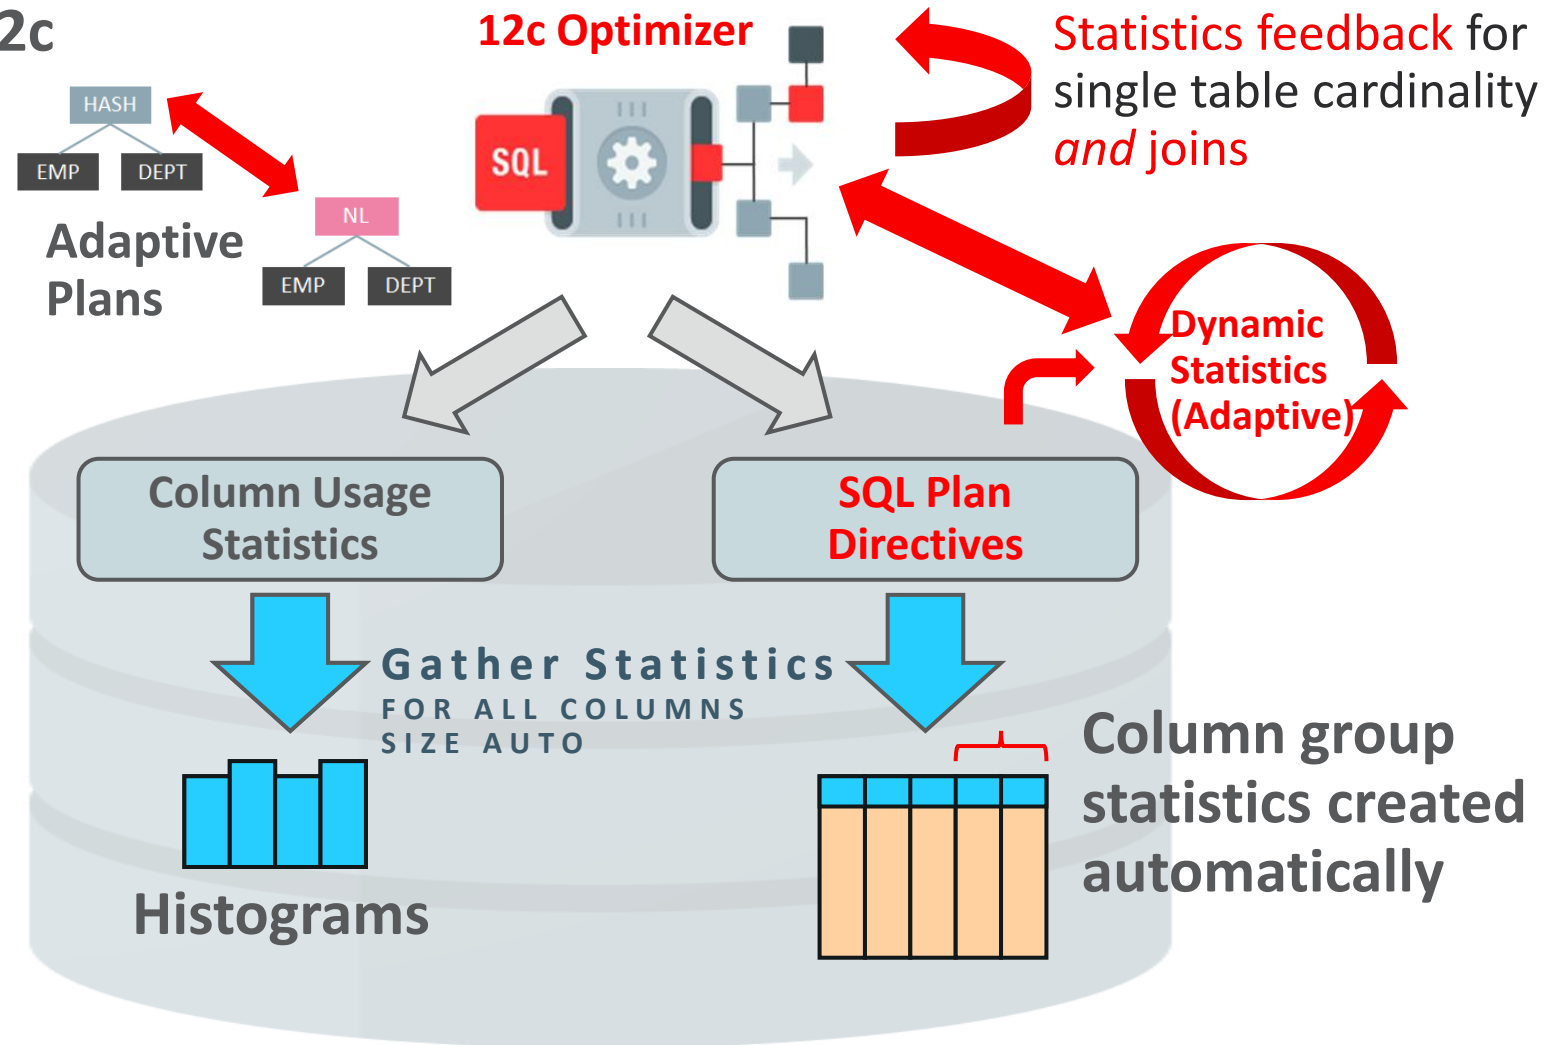 2c
12c Optimizer
Statistics feedback for
single table cardinality
and joins
HASH
EMP
DEPT
NL
EMP
DEPT
Adaptive
Plans
SQL
Dynamic
Statistics
(Adaptive)
Column Usage
Statistics
SQL Plan
Directives
Gather Statistics
FOR ALL COLUMNS
SIZE AUTO
Histograms
Column group
statistics created
automatically